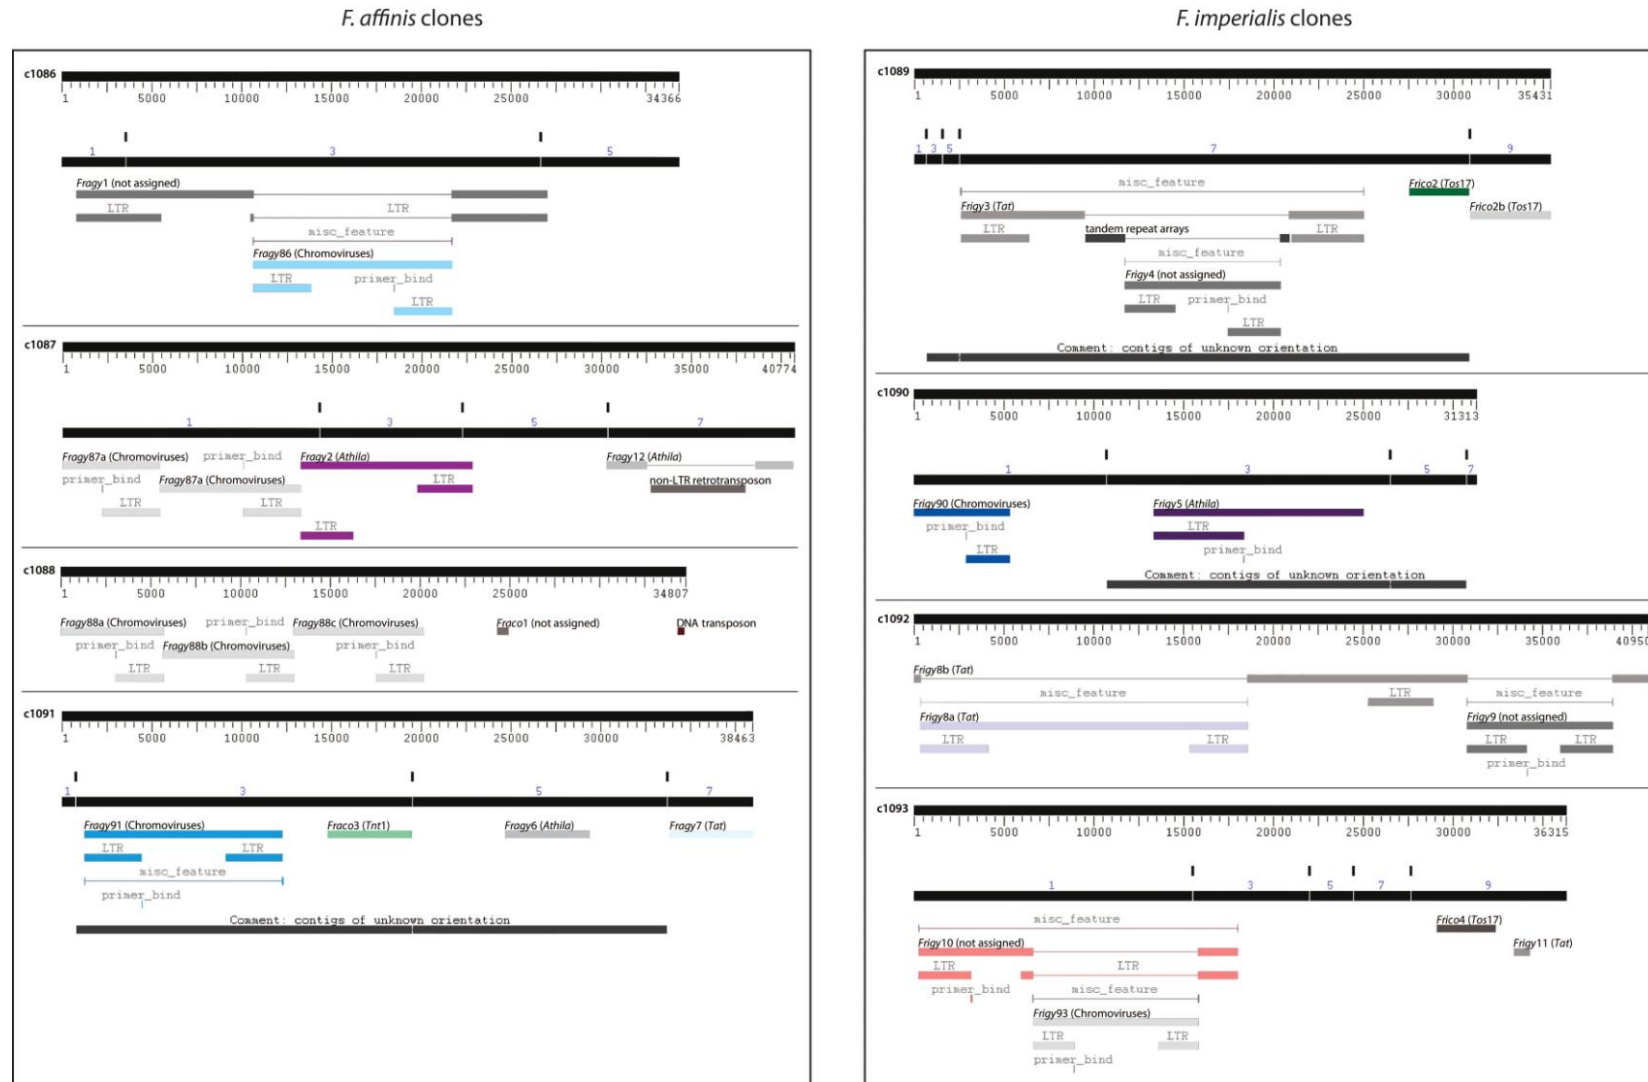 F. affinis clones
c1086
1 5000 10000 15000 20000 25000 34366
1 3 5
Fragy1 (not assigned)
LTR LTR
misc_feature
Fragy86 (Chromoviruses)
LTR primer_bind
LTR
c1087
1 5000 10000 15000 20000 25000 30000 35000 40774
1 3 5 7
Fragy87a (Chromoviruses) primer_bind Fragy2 (Athila) Fragy12 (Athila)
primer_bind Fragy87a (Chromoviruses) LTR non-LTR retrotransposon
LTR LTR
LTR
c1088
1 5000 10000 15000 20000 25000 34807
Fragy88a (Chromoviruses) primer_bind Fragy88c (Chromoviruses) Fraco1 (not assigned) DNA transposon
primer_bind Fragy88b (Chromoviruses) primer_bind
LTR LTR LTR
c1091
1 5000 10000 15000 20000 25000 30000 38463
1 3 5 7
Fragy91 (Chromoviruses) Fraco3 (Tnt1) Fragy6 (Athila) Fragy7 (Tat)
LTR LTR
misc_feature
primer_bind
Comment: contigs of unknown orientation
F. imperialis clones
c1089
1 5000 10000 15000 20000 25000 30000 35431
1 3 5 7 9
misc_feature Frico2 (Tos17)
Frigy3 (Tat) Frico2b (Tos17)
LTR tandem repeat arrays LTR
misc_feature
Frigy4 (not assigned)
LTR primer_bind
LTR
Comment: contigs of unknown orientation
c1090
1 5000 10000 15000 20000 25000 31313
1 3 5 7
Frigy90 (Chromoviruses) Frigy5 (Athila)
primer_bind LTR
LTR primer_bind
Comment: contigs of unknown orientation
c1092
1 5000 10000 15000 20000 25000 30000 35000 40950
Frigy8b (Tat)
misc_feature LTR misc_feature
Frigy8a (Tat) Frigy9 (not assigned)
LTR LTR LTR LTR
primer_bind
c1093
1 5000 10000 15000 20000 25000 30000 36315
1 3 5 7 9
misc_feature Frico4 (Tos17)
Frigy10 (not assigned) Frigy11 (Tat)
LTR LTR
primer_bind misc_feature
Frigy93 (Chromoviruses)
LTR LTR
primer_bind